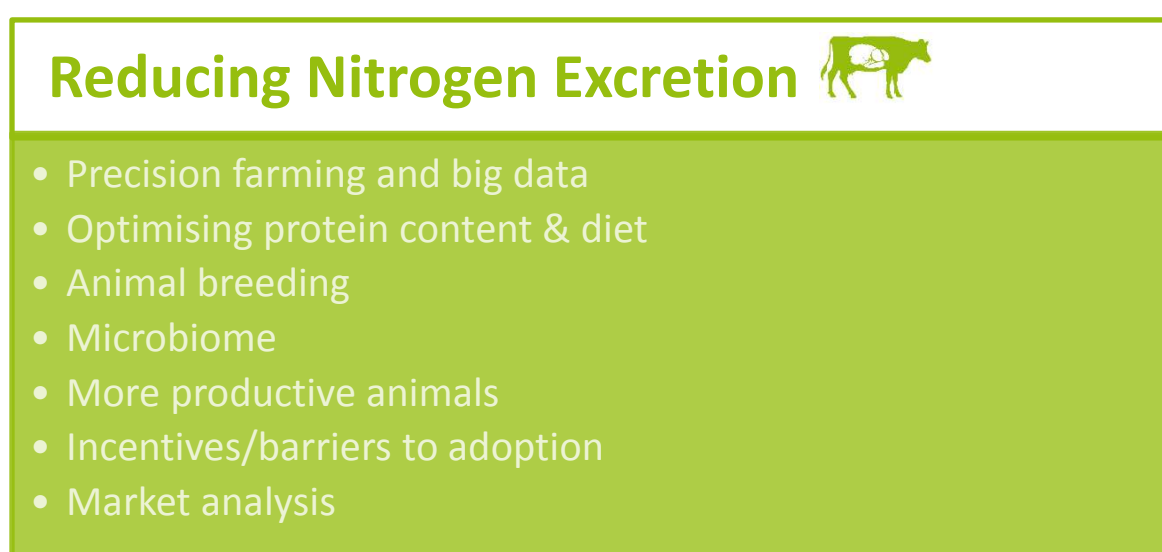 Reducing Nitrogen Excretion
• Precision farming and big data
• Optimising protein content & diet
• Animal breeding
• Microbiome
• More productive animals
• Incentives/barriers to adoption
• Market analysis